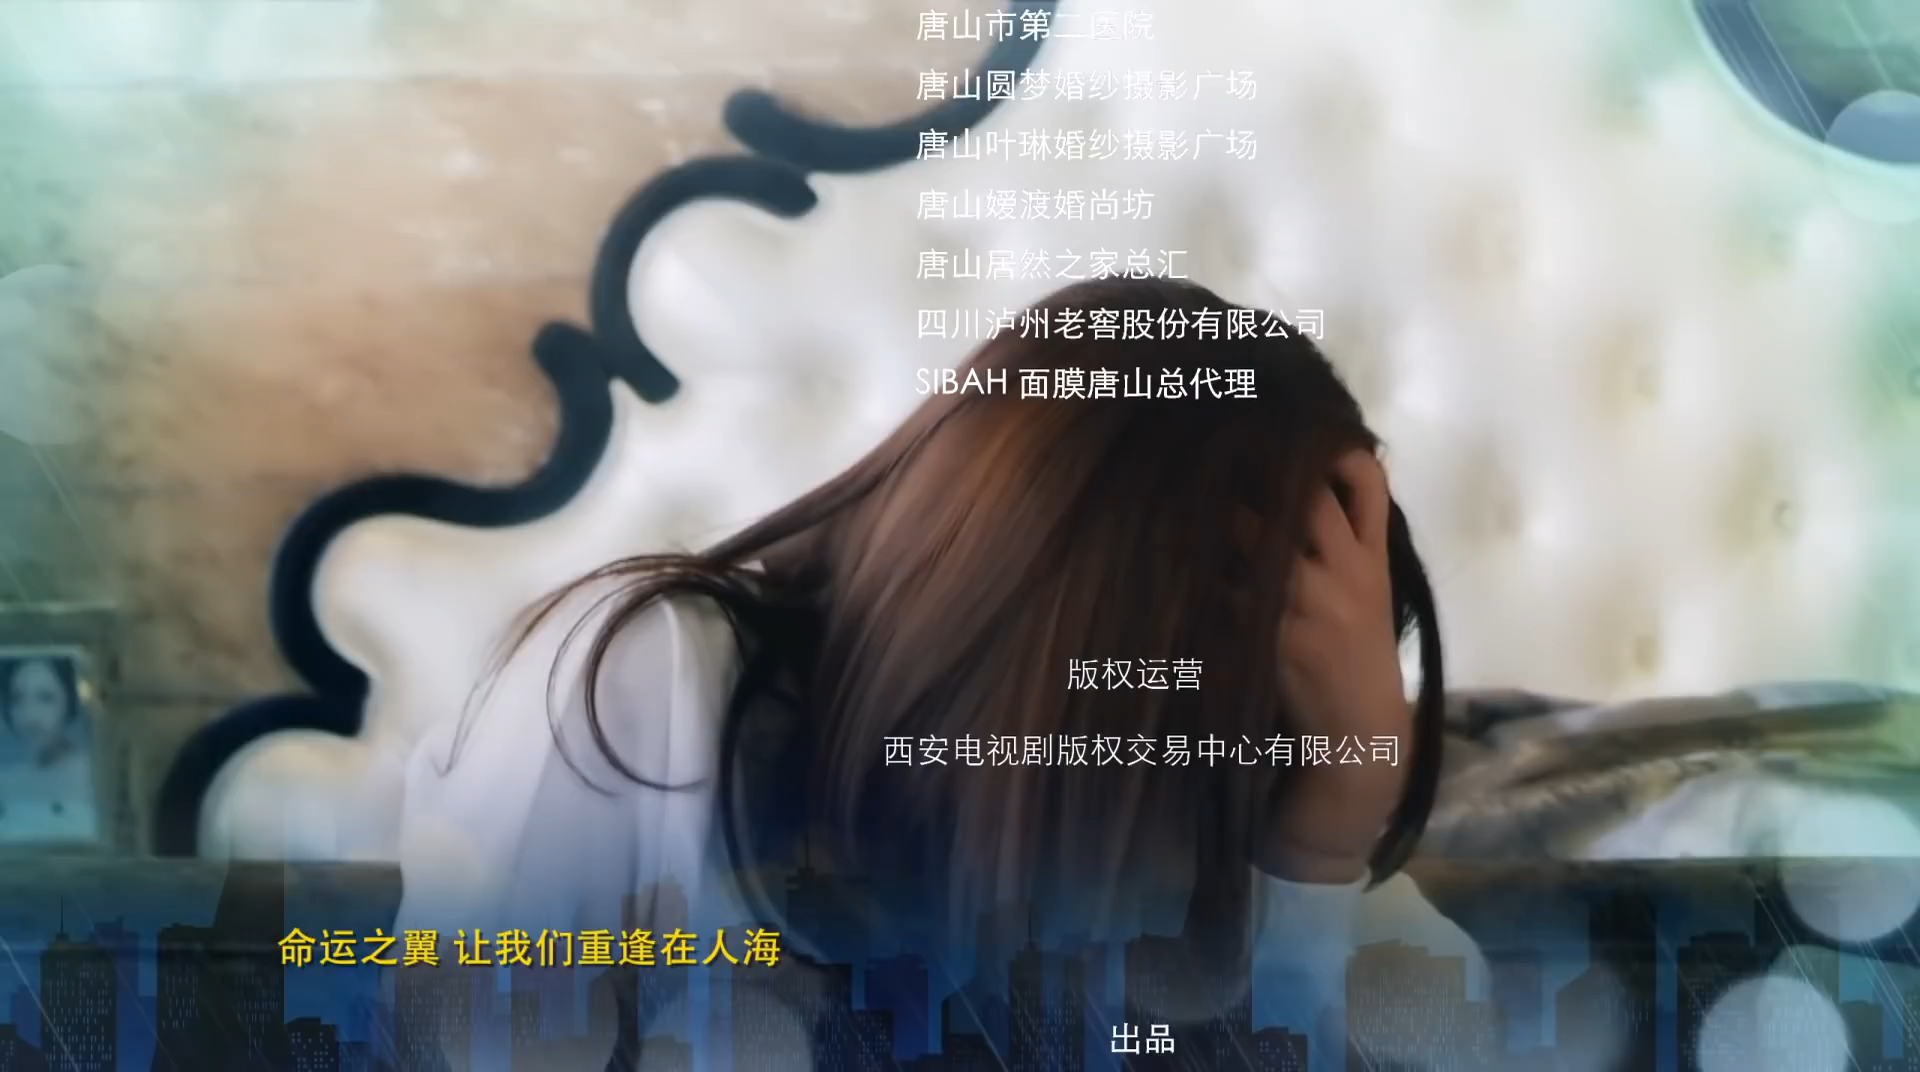 唐山市第二医院
唐山圆梦婚纱摄影广场
唐山叶琳婚纱摄影广场
唐山嫒渡婚尚坊
唐山居然之家总汇
四川泸州老窖股份有限公司
SIBAH 面膜唐山总代理
版权运营
西安电视剧版权交易中心有限公司
命运之翼 让我们重逢在人海
出品